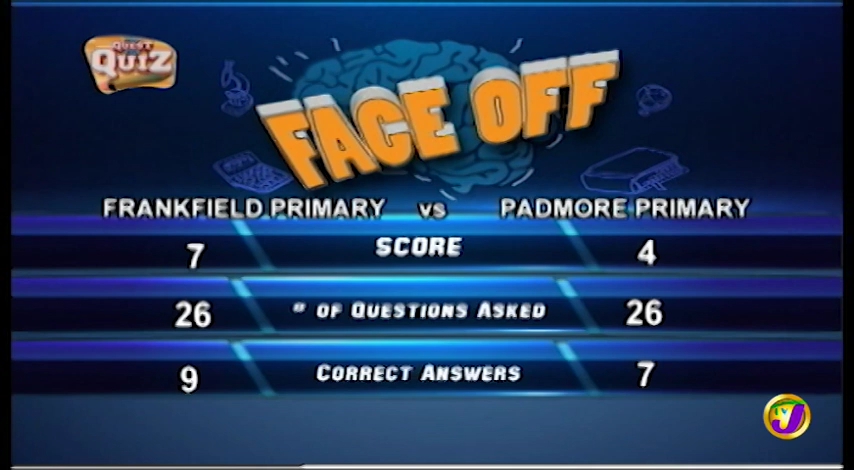 QUEST
QUIZ
FACE OFF
FRANKFIELD PRIMARY vs PADMORE PRIMARY
7 SCORE 4
26 # OF QUESTIONS ASKED 26
9 CORRECT ANSWERS 7
TVJ